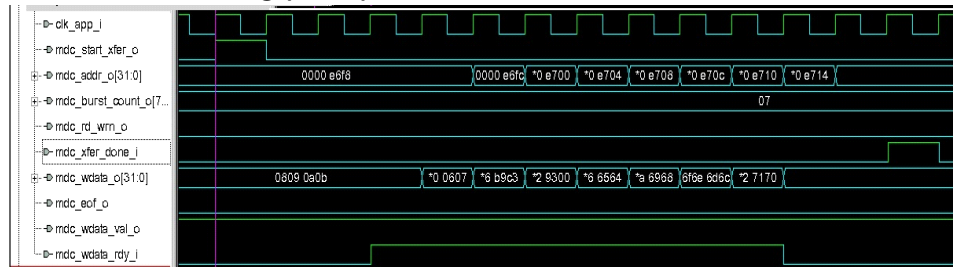 clk_app_i
mdc_start_xfer_o
mdc_addr_o[31:0] 0000 e6f8 0000 e6fc *0 e700 *0 e704 *0 e708 *0 e70c *0 e710 *0 e714
mdc_burst_count_o[7... 07
mdc_rd_wrn_o
mdc_xfer_done_i
mdc_wdata_o[31:0] 0809 0a0b *0 0607 *6 b9c3 *2 9300 *6 6564 *a 6968 6f6e 6d6c *2 7170
mdc_eof_o
mdc_wdata_val_o
mdc_wdata_rdy_i